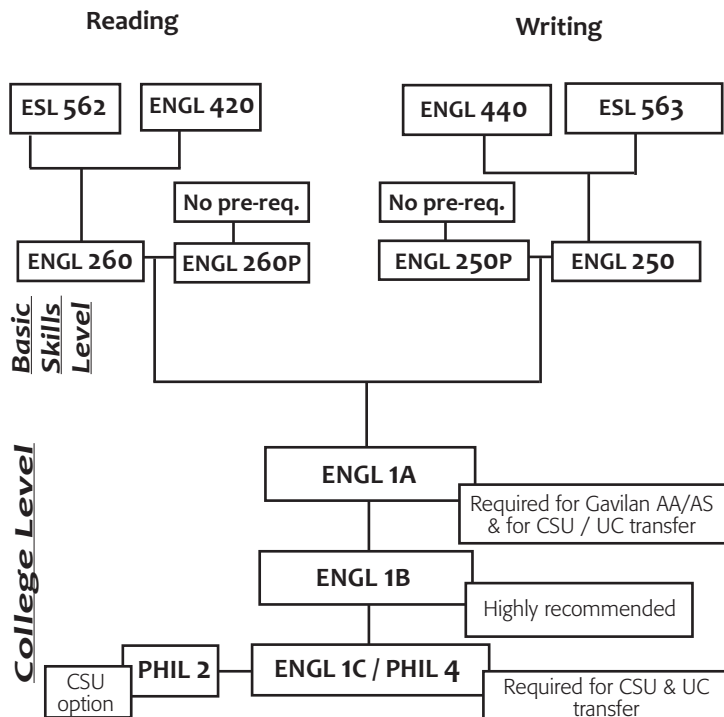 Reading
Writing
ESL 562
ENGL 420
ENGL 440
ESL 563
No pre-req.
No pre-req.
ENGL 260
ENGL 260P
ENGL 250P
ENGL 250
Basic
Skills
Level
College Level
ENGL 1A
Required for Gavilan AA/AS
& for CSU / UC transfer
ENGL 1B
Highly recommended
PHIL 2
CSU
option
ENGL 1C / PHIL 4
Required for CSU & UC
transfer